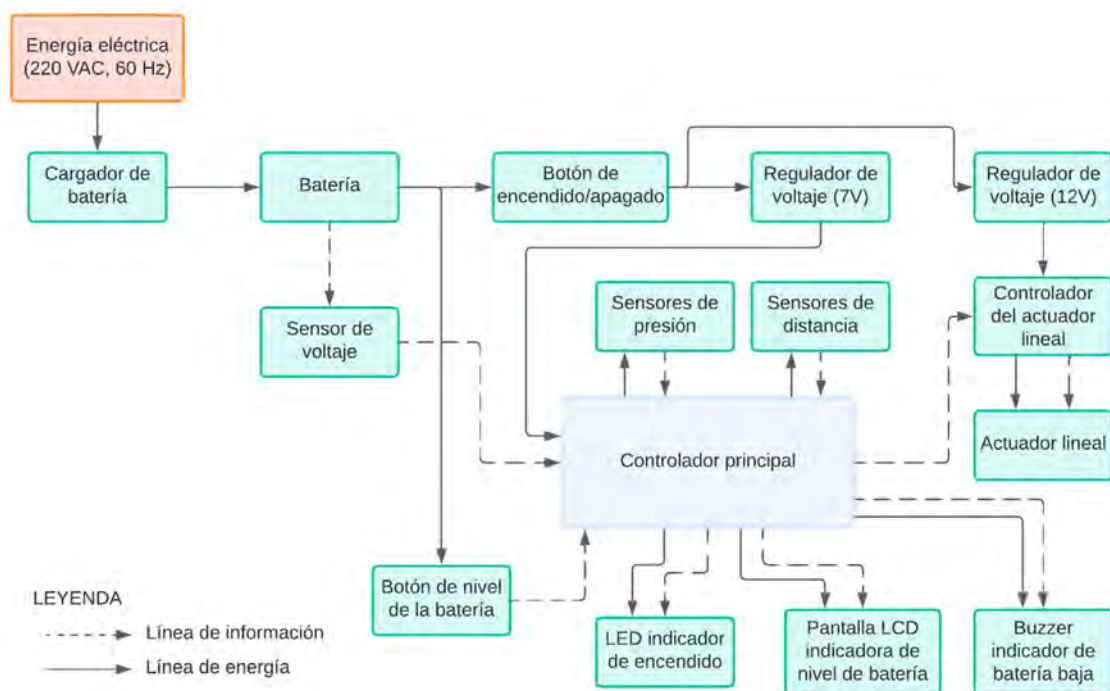 Energía eléctrica
(220 VAC, 60 Hz)
Cargador de
batería
Batería
Botón de
encendido/apagado
Regulador de
voltaje (7V)
Regulador de
voltaje (12V)
Sensor de
voltaje
Sensores de
presión
Sensores de
distancia
Controlador
del actuador
lineal
Controlador principal
Actuador lineal
Botón de nivel
de la batería
LED indicador
de encendido
Pantalla LCD
indicadora de
nivel de batería
Buzzer
indicador de
batería baja
LEYENDA
Línea de información
Línea de energía